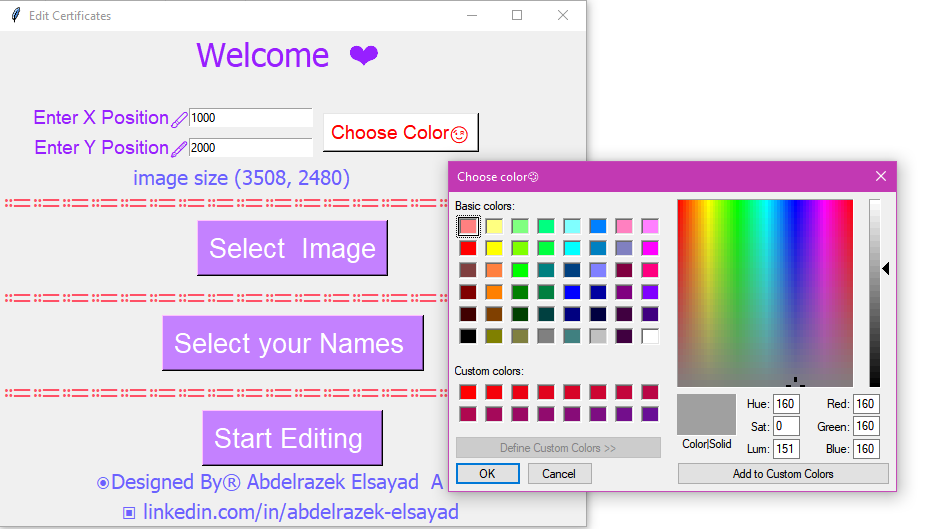 Edit Certificates
Welcome ❤
Enter X Position 1000
Choose Color
Enter Y Position 2000
image size (3508, 2480)
Select Image
Select your Names
Start Editing
Designed By® Abdelrazek Elsayad A
linkedin.com/in/abdelrazek-elsayad
Choose color
Basic colors:
Custom colors:
Define Custom Colors >>
OK Cancel
Color|Solid
Hue: 160 Red: 160
Sat: 0 Green: 160
Lum: 151 Blue: 160
Add to Custom Colors